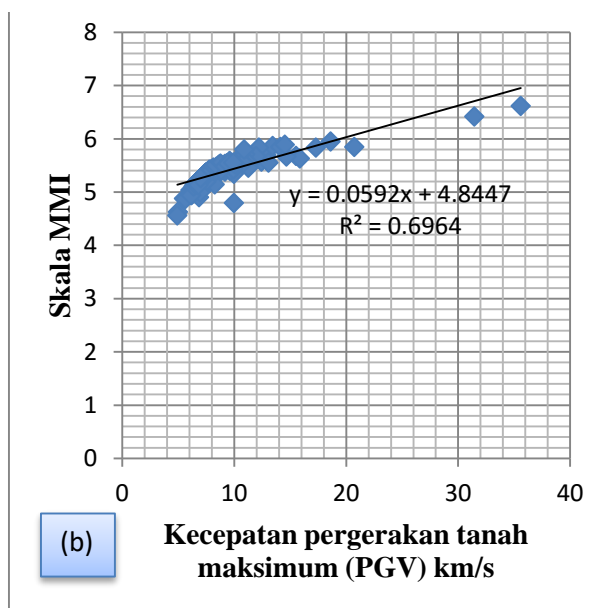 8
7
6
5
4
3
2
1
0
Skala MMI
y = 0.0592x + 4.8447
R² = 0.6964
0 10 20 30 40
(b)
Kecepatan pergerakan tanah
maksimum (PGV) km/s